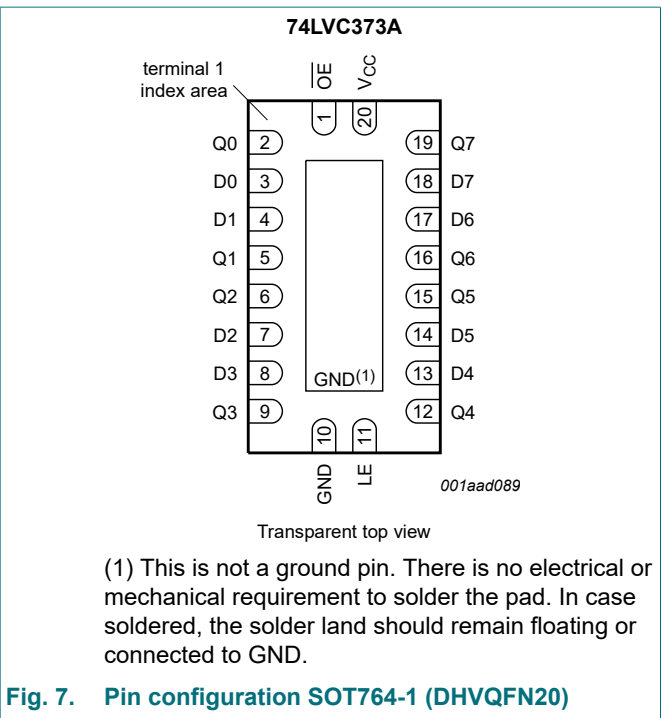 74LVC373A
terminal 1
index area
OE
VCC
1
20
Q0 2 19 Q7
D0 3 18 D7
D1 4 17 D6
Q1 5 16 Q6
Q2 6 15 Q5
D2 7 14 D5
D3 8 GND(1) 13 D4
Q3 9 12 Q4
10
11
GND
LE
001aad089
Transparent top view
(1) This is not a ground pin. There is no electrical or
mechanical requirement to solder the pad. In case
soldered, the solder land should remain floating or
connected to GND.
Fig. 7. Pin configuration SOT764-1 (DHVQFN20)